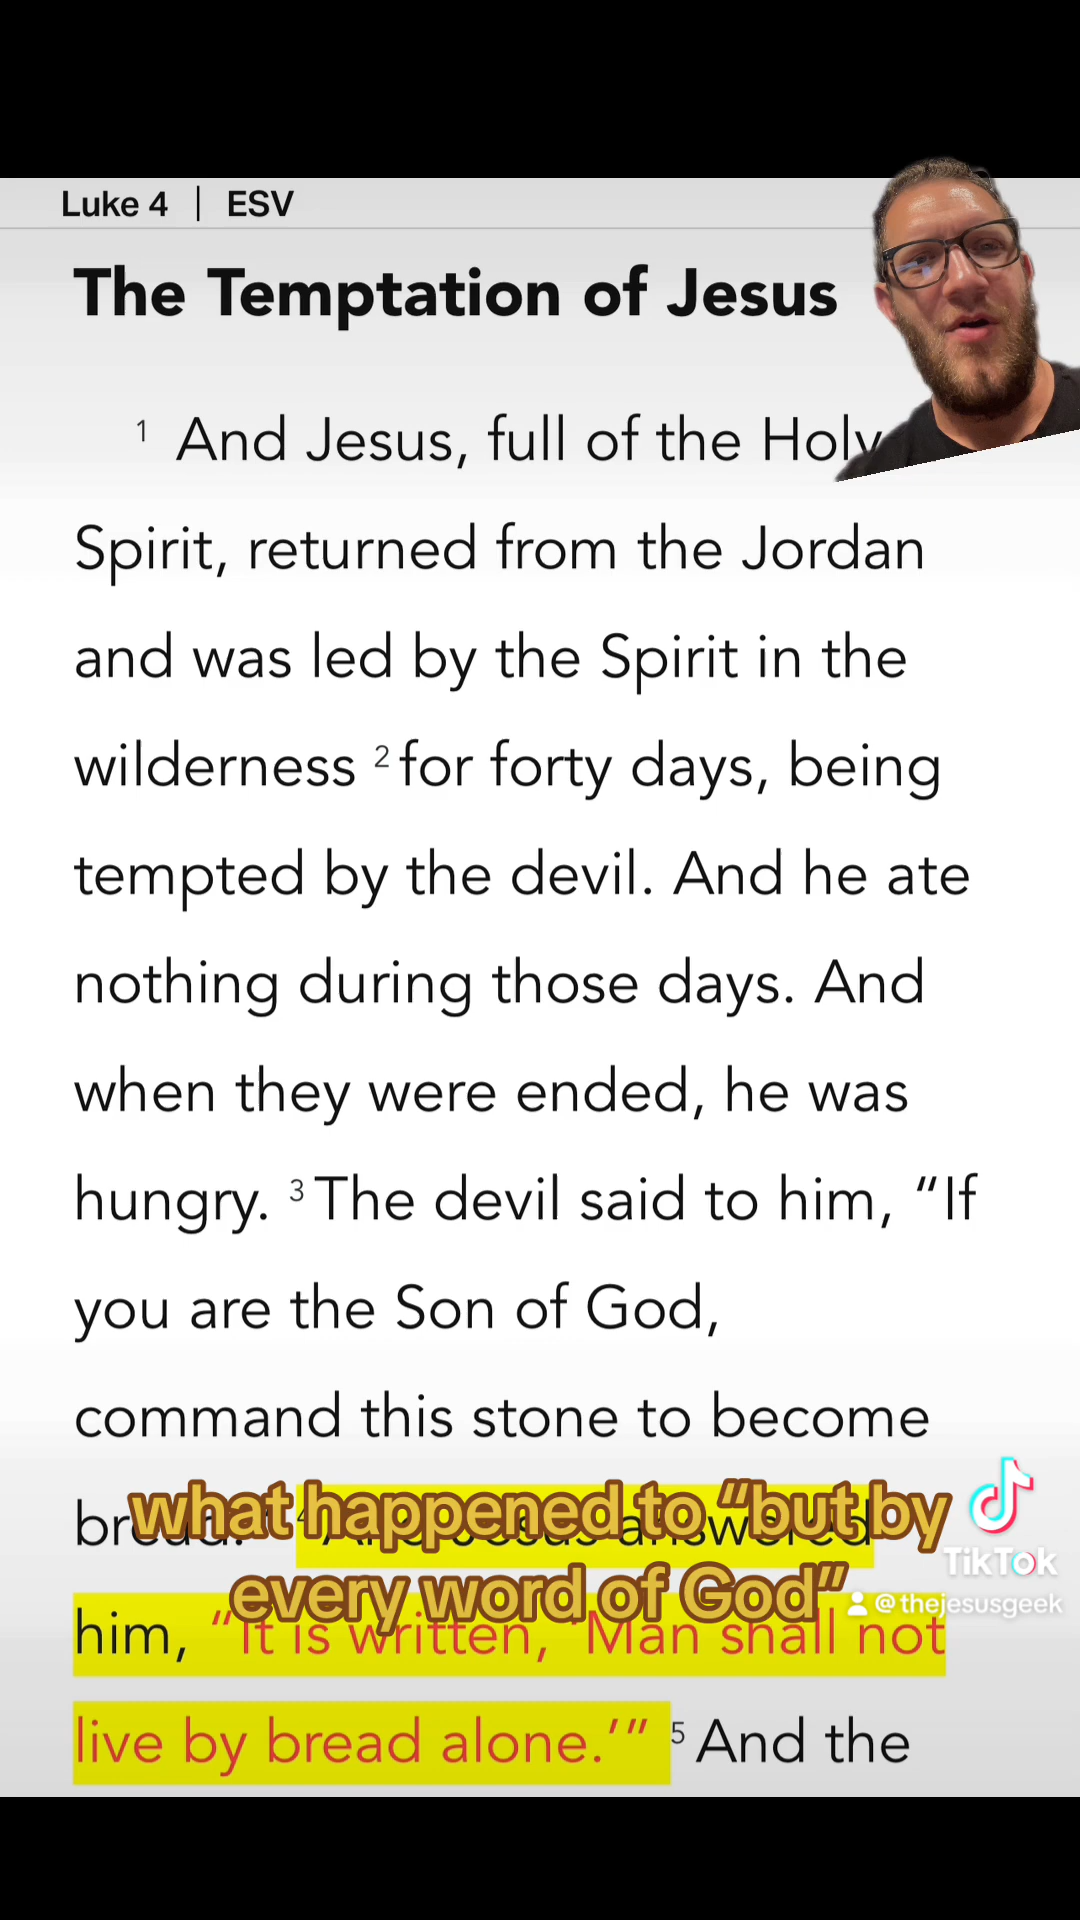 Luke 4 | ESV
The Temptation of Jesus
1 And Jesus, full of the Holy
Spirit, returned from the Jordan
and was led by the Spirit in the
wilderness 2 for forty days, being
tempted by the devil. And he ate
nothing during those days. And
when they were ended, he was
hungry. 3 The devil said to him, “If
you are the Son of God,
command this stone to become
bread.” 4 And Jesus answered
what happened to “but by
every word of God”
him, “It is written, ‘Man shall not
live by bread alone.’” 5 And the
TikTok
@thejesusgeek